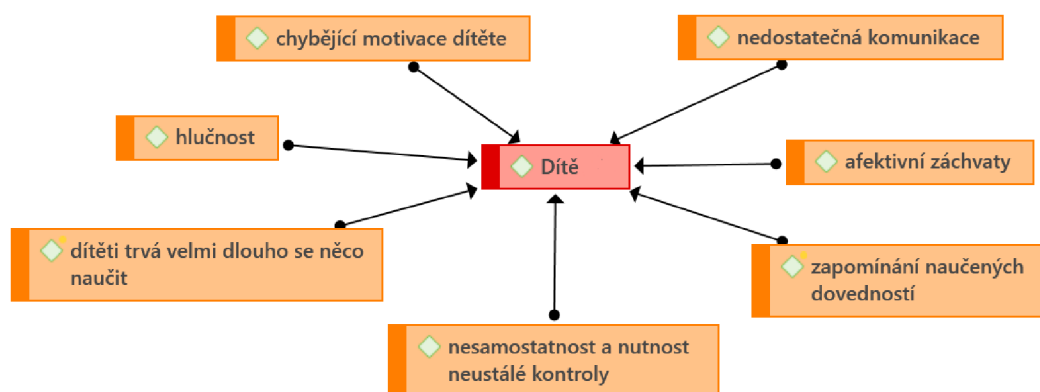 chybějící motivace dítěte
nedostatečná komunikace
hlučnost
Dítě
afektivní záchvaty
dítěti trvá velmi dlouho se něco
naučit
zapomínání naučených
dovedností
nesamostatnost a nutnost
neustálé kontroly